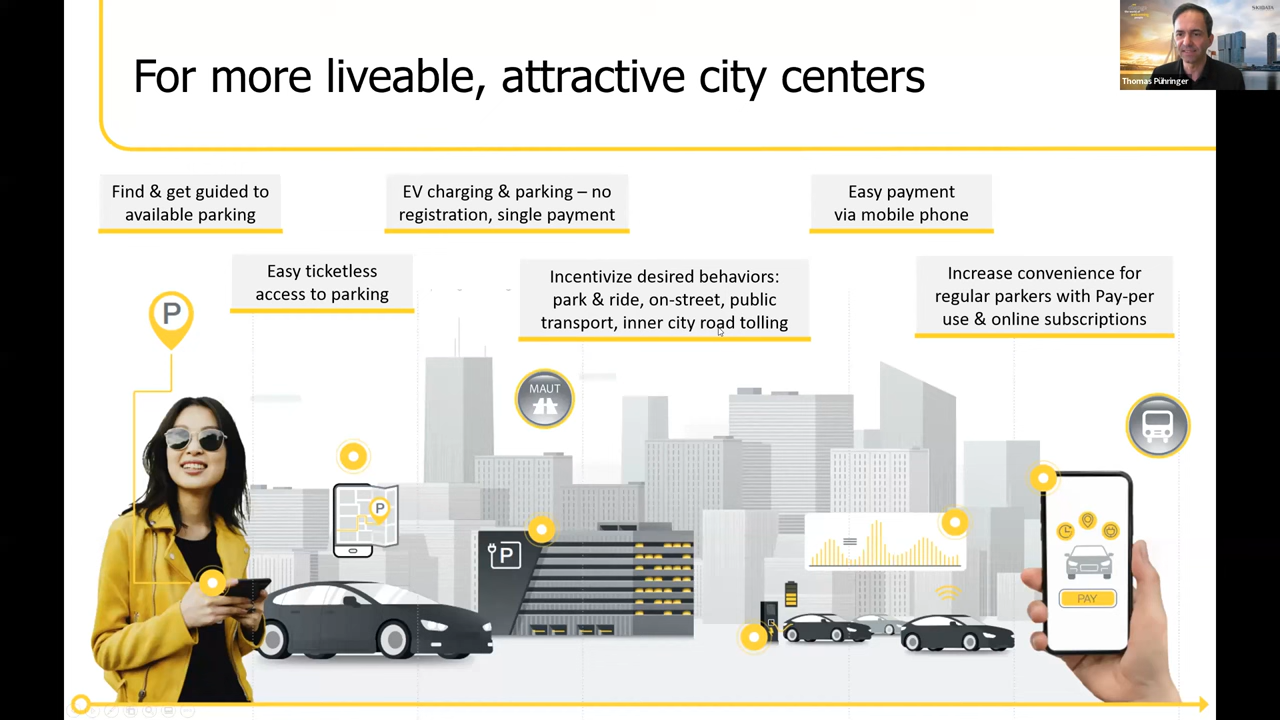 For more liveable, attractive city centers
SKIDATA
Thomas Pühringer
Find & get guided to
available parking
EV charging & parking – no
registration, single payment
Easy payment
via mobile phone
Easy ticketless
access to parking
Incentivize desired behaviors:
park & ride, on-street, public
transport, inner city road tolling
Increase convenience for
regular parkers with Pay-per
use & online subscriptions
P
MAUT
P
P
PAY